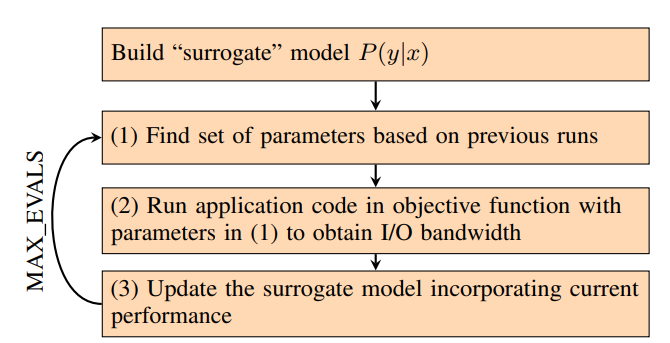 Build “surrogate” model P(y|x)
(1) Find set of parameters based on previous runs
(2) Run application code in objective function with
parameters in (1) to obtain I/O bandwidth
(3) Update the surrogate model incorporating current
performance
MAX_EVALS